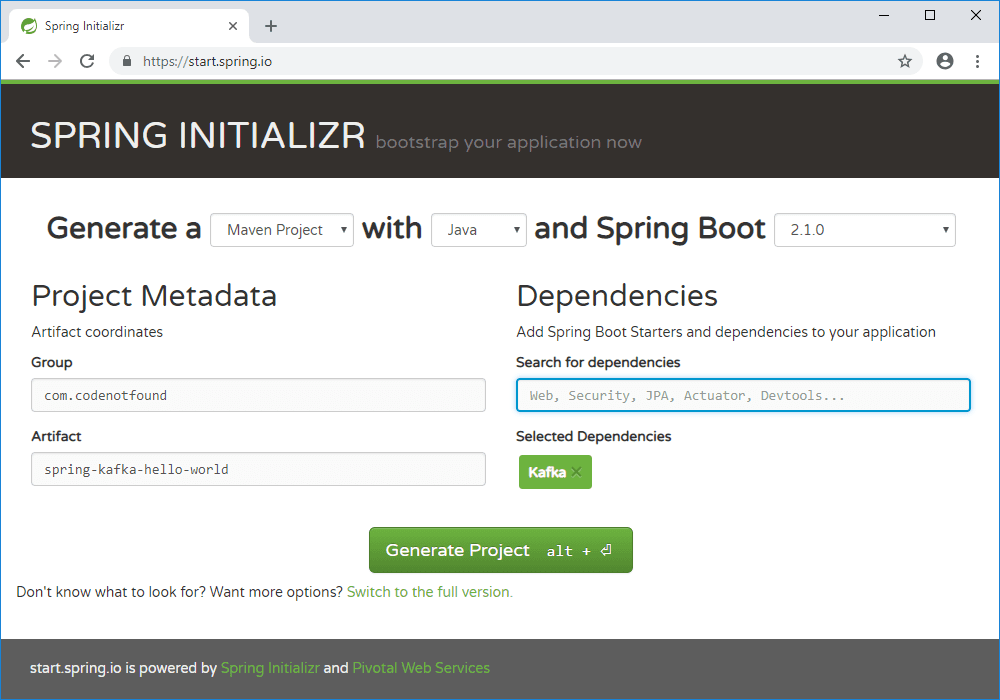 Spring Initializr
https://start.spring.io
SPRING INITIALIZR bootstrap your application now
Generate a Maven Project with Java and Spring Boot 2.1.0
Project Metadata
Artifact coordinates
Group
com.codenotfound
Artifact
spring-kafka-hello-world
Dependencies
Add Spring Boot Starters and dependencies to your application
Search for dependencies
Web, Security, JPA, Actuator, Devtools...
Selected Dependencies
Kafka ×
Generate Project alt + ⏎
Don't know what to look for? Want more options? Switch to the full version.
start.spring.io is powered by Spring Initializr and Pivotal Web Services